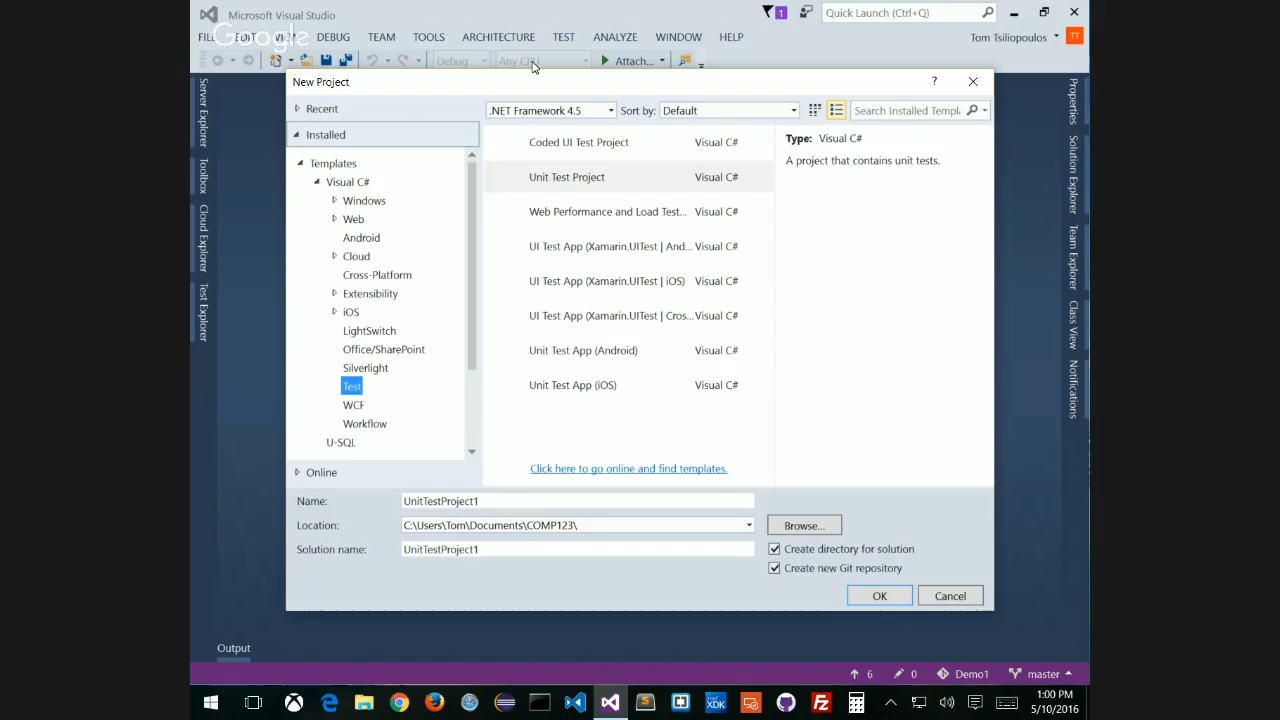 Microsoft Visual Studio
1
Quick Launch (Ctrl+Q)
Google
DEBUG TEAM TOOLS ARCHITECTURE TEST ANALYZE WINDOW HELP
Tom Tsiliopoulos
TT
Debug
Attach...
New Project
?
Recent
.NET Framework 4.5
Sort by: Default
Installed
Templates
Visual C#
Windows
Web
Android
Cloud
Cross-Platform
Extensibility
iOS
LightSwitch
Office/SharePoint
Silverlight
Test
WCF
Workflow
U-SQL
Online
Coded UI Test Project Visual C#
Unit Test Project Visual C#
Web Performance and Load Test... Visual C#
UI Test App (Xamarin.UITest | And... Visual C#
UI Test App (Xamarin.UITest | iOS) Visual C#
UI Test App (Xamarin.UITest | Cros... Visual C#
Unit Test App (Android) Visual C#
Unit Test App (iOS) Visual C#
Click here to go online and find templates.
Search Installed Templ
Type: Visual C#
A project that contains unit tests.
Name: UnitTestProject1
Location: C:\Users\Tom\Documents\COMP123\
Browse...
Solution name: UnitTestProject1
Create directory for solution
Create new Git repository
OK
Cancel
Server Explorer
Toolbox
Cloud Explorer
Test Explorer
Properties
Solution Explorer
Team Explorer
Class View
Notifications
Output
6
0
Demo1
master
XDK
1:00 PM
5/10/2016